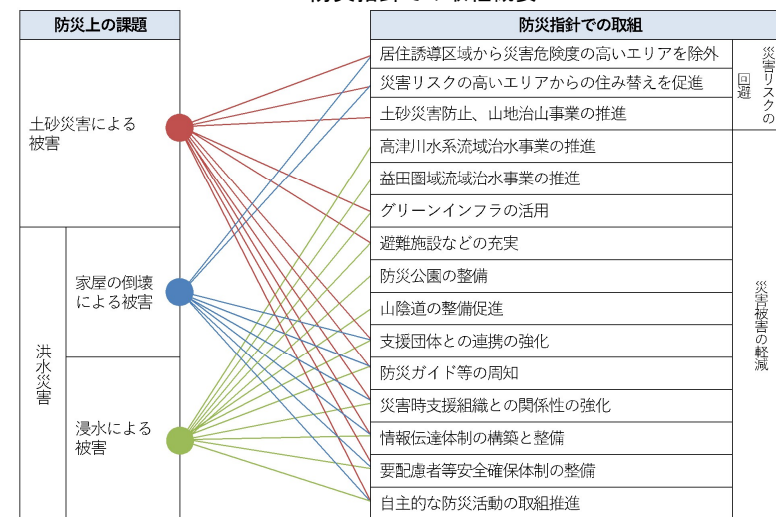 防災上の課題
防災指針での取組
土砂災害による
被害
洪水災害
家屋の倒壊
による被害
浸水による
被害
居住誘導区域から災害危険度の高いエリアを除外
災害リスクの高いエリアからの住み替えを促進
土砂災害防止、山地治山事業の推進
高津川水系流域治水事業の推進
益田圏域流域治水事業の推進
グリーンインフラの活用
避難施設などの充実
防災公園の整備
山陰道の整備促進
支援団体との連携の強化
防災ガイド等の周知
災害時支援組織との関係性の強化
情報伝達体制の構築と整備
要配慮者等安全確保体制の整備
自主的な防災活動の取組推進
災害リスクの
回避
災害被害の軽減